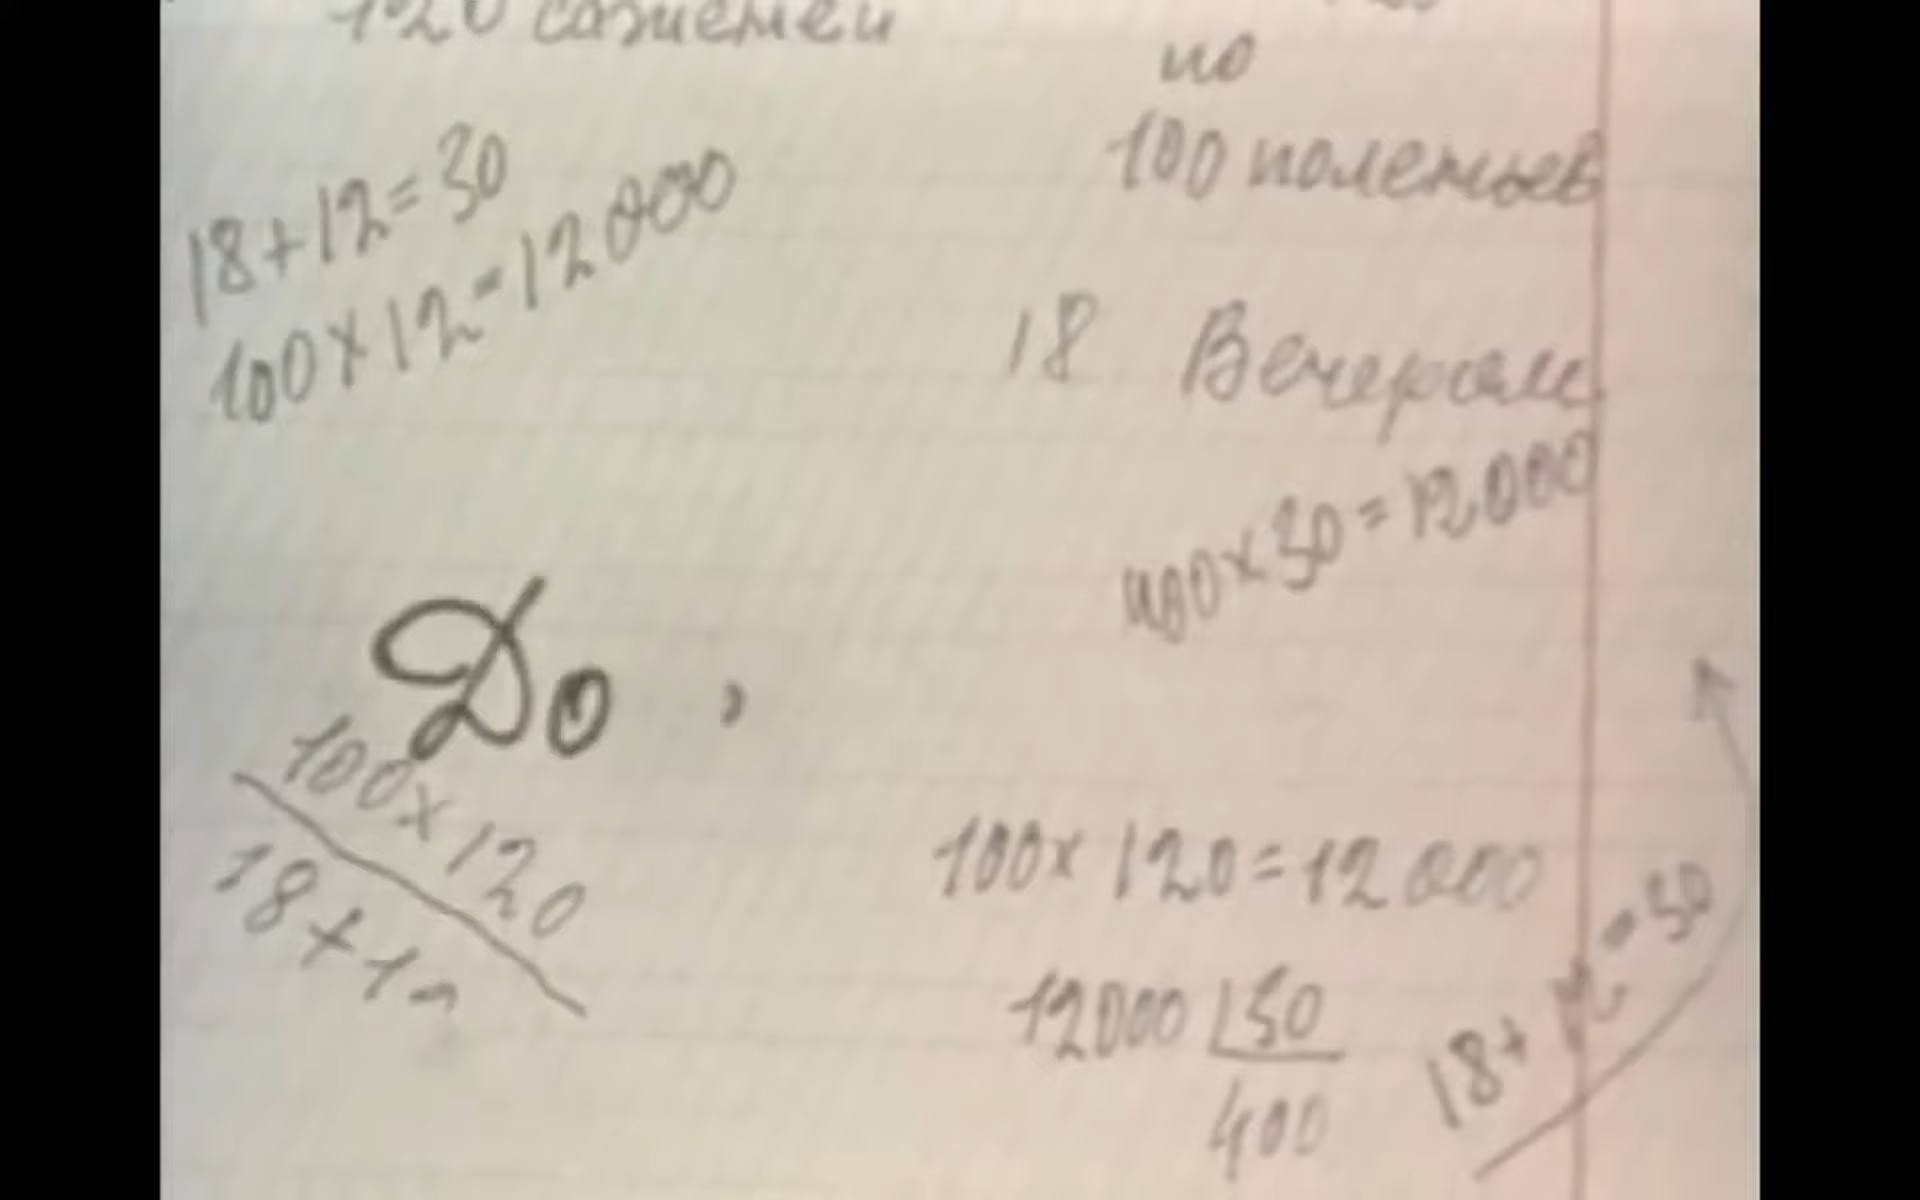 120 саженей
по
100 поленьев
18+12=30
100×12=12000
18 Вечерам
400×30=12000
До ,
100×120
18+12
100× 120=12000
12000 30
400
18+12=30